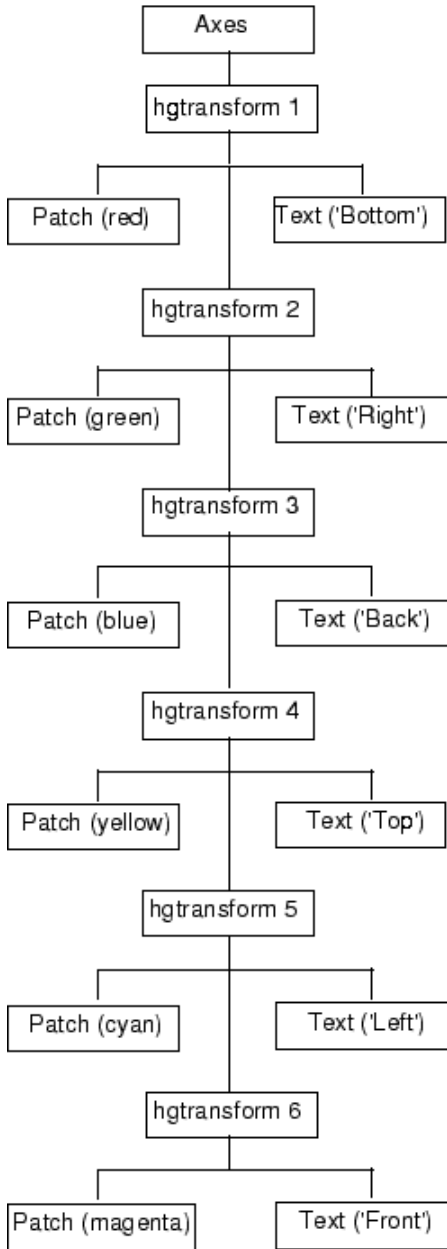 Axes
hgtransform 1
Patch (red)
Text ('Bottom')
hgtransform 2
Patch (green)
Text ('Right')
hgtransform 3
Patch (blue)
Text ('Back')
hgtransform 4
Patch (yellow)
Text ('Top')
hgtransform 5
Patch (cyan)
Text ('Left')
hgtransform 6
Patch (magenta)
Text ('Front')